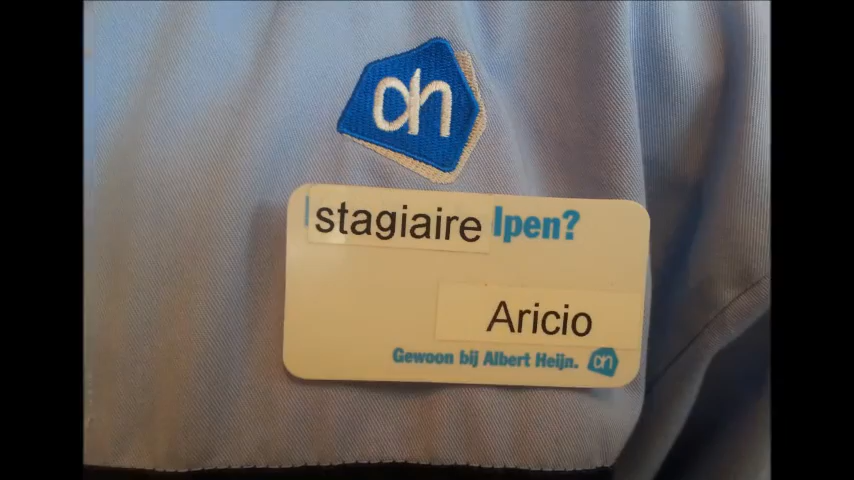 ah
stagiaire lpen?
Aricio
Gewoon bij Albert Heijn. ah